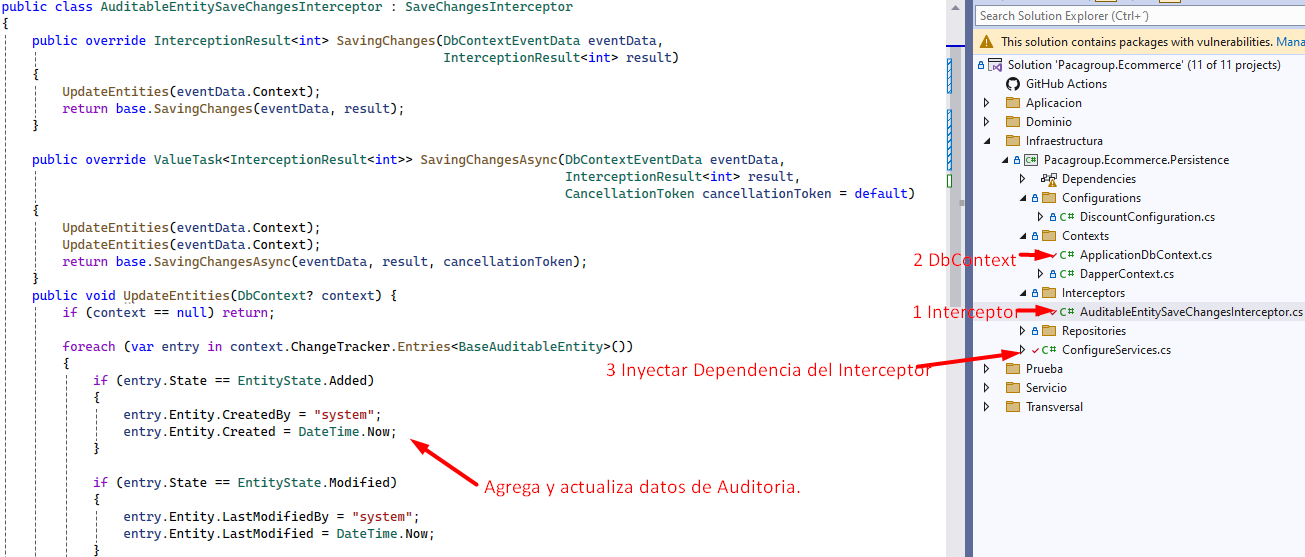 public class AuditableEntitySaveChangesInterceptor : SaveChangesInterceptor
{
public override InterceptionResult<int> SavingChanges(DbContextEventData eventData,
InterceptionResult<int> result)
{
UpdateEntities(eventData.Context);
return base.SavingChanges(eventData, result);
}
public override ValueTask<InterceptionResult<int>> SavingChangesAsync(DbContextEventData eventData,
InterceptionResult<int> result,
CancellationToken cancellationToken = default)
{
UpdateEntities(eventData.Context);
UpdateEntities(eventData.Context);
return base.SavingChangesAsync(eventData, result, cancellationToken);
}
public void UpdateEntities(DbContext? context) {
if (context == null) return;
foreach (var entry in context.ChangeTracker.Entries<BaseAuditableEntity>())
{
if (entry.State == EntityState.Added)
{
entry.Entity.CreatedBy = "system";
entry.Entity.Created = DateTime.Now;
}
if (entry.State == EntityState.Modified)
{
entry.Entity.LastModifiedBy = "system";
entry.Entity.LastModified = DateTime.Now;
}
Agrega y actualiza datos de Auditoria.
2 DbContext
1 Interceptor
3 Inyectar Dependencia del Interceptor
Search Solution Explorer (Ctrl+´)
This solution contains packages with vulnerabilities. Mana
Solution 'Pacagroup.Ecommerce' (11 of 11 projects)
GitHub Actions
Aplicacion
Dominio
Infraestructura
C# Pacagroup.Ecommerce.Persistence
Dependencies
Configurations
C# DiscountConfiguration.cs
Contexts
C# ApplicationDbContext.cs
C# DapperContext.cs
Interceptors
C# AuditableEntitySaveChangesInterceptor.cs
Repositories
C# ConfigureServices.cs
Prueba
Servicio
Transversal